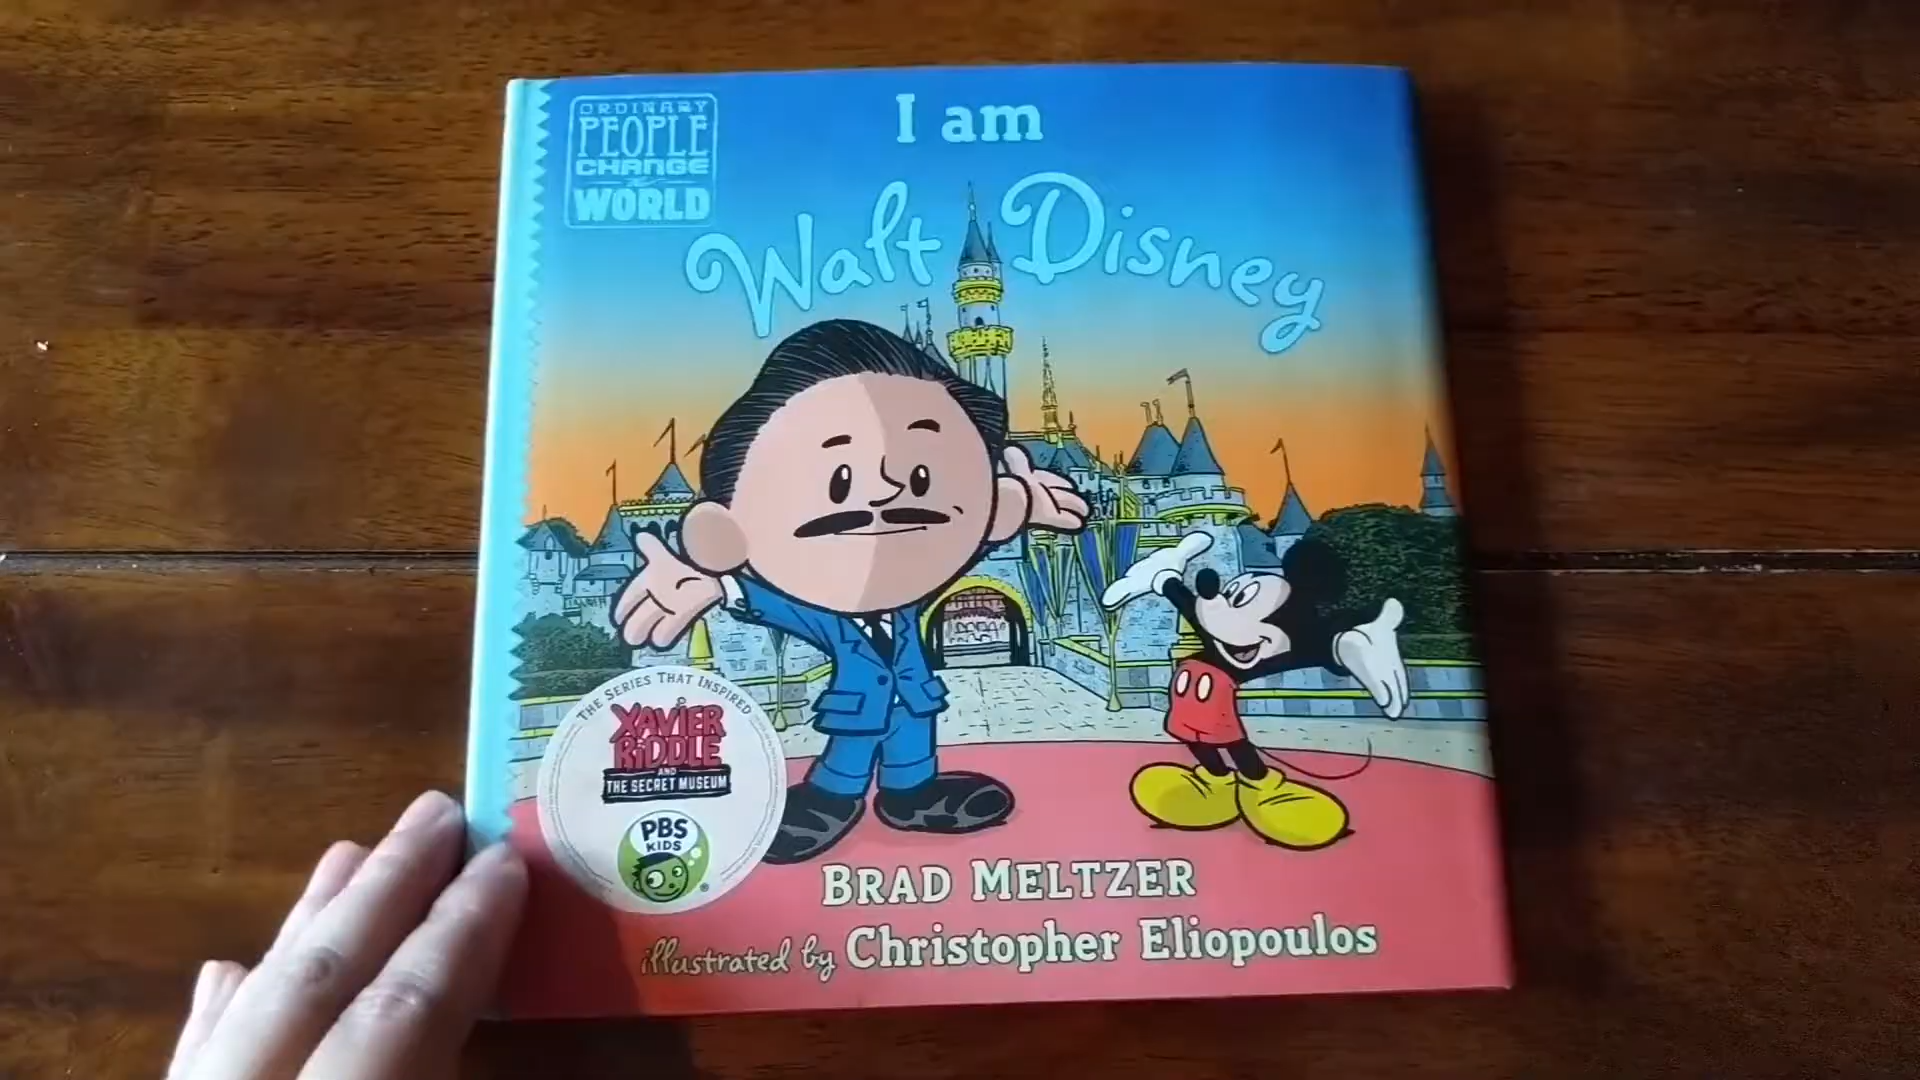 ORDINARY
PEOPLE
CHANGE
WORLD
I am
Walt Disney
THE SERIES THAT INSPIRED
XAVIER
RIDDLE
AND
THE SECRET MUSEUM
PBS
KIDS
®
BRAD MELTZER
illustrated by Christopher Eliopoulos